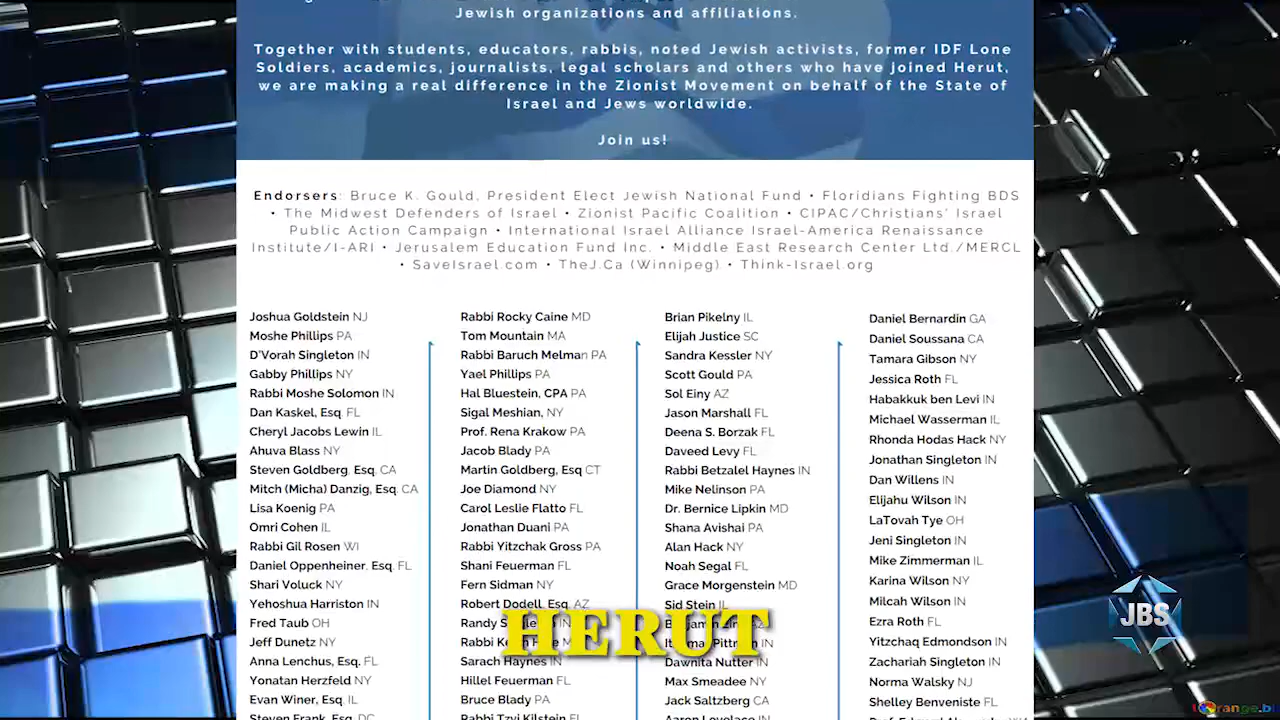 Jewish organizations and affiliations.
Together with students, educators, rabbis, noted Jewish activists, former IDF Lone
Soldiers, academics, journalists, legal scholars and others who have joined Herut,
we are making a real difference in the Zionist Movement on behalf of the State of
Israel and Jews worldwide.
Join us!
Endorsers: Bruce K. Gould, President Elect Jewish National Fund • Floridians Fighting BDS
• The Midwest Defenders of Israel • Zionist Pacific Coalition • CIPAC/Christians' Israel
Public Action Campaign • International Israel Alliance Israel-America Renaissance
Institute/I-ARI • Jerusalem Education Fund Inc. • Middle East Research Center Ltd./MERCL
• SaveIsrael.com • TheJ.Ca (Winnipeg) • Think-Israel.org
Joshua Goldstein NJ
Moshe Phillips PA
D'Vorah Singleton IN
Gabby Phillips NY
Rabbi Moshe Solomon IN
Dan Kaskel, Esq. FL
Cheryl Jacobs Lewin IL
Ahuva Blass NY
Steven Goldberg, Esq. CA
Mitch (Micha) Danzig, Esq. CA
Lisa Koenig PA
Omri Cohen IL
Rabbi Gil Rosen WI
Daniel Oppenheiner, Esq. FL
Shari Voluck NY
Yehoshua Harriston IN
Fred Taub OH
Jeff Dunetz NY
Anna Lenchus, Esq. FL
Yonatan Herzfeld NY
Evan Winer, Esq. IL
Steven Frank, Esq. DC
Rabbi Rocky Caine MD
Tom Mountain MA
Rabbi Baruch Melman PA
Yael Phillips PA
Hal Bluestein, CPA PA
Sigal Meshian, NY
Prof. Rena Krakow PA
Jacob Blady PA
Martin Goldberg, Esq CT
Joe Diamond NY
Carol Leslie Flatto FL
Jonathan Duani PA
Rabbi Yitzchak Gross PA
Shani Feuerman FL
Fern Sidman NY
Robert Dodell, Esq. AZ
Randy IN
Rabbi
Sarach Haynes IN
Hillel Feuerman FL
Bruce Blady PA
Rabbi Tzvi Kilstein FL
Brian Pikelny IL
Elijah Justice SC
Sandra Kessler NY
Scott Gould PA
Sol Einy AZ
Jason Marshall FL
Deena S. Borzak FL
Daveed Levy FL
Rabbi Betzalel Haynes IN
Mike Nelinson PA
Dr. Bernice Lipkin MD
Shana Avishai PA
Alan Hack NY
Noah Segal FL
Grace Morgenstein MD
Sid Stein IL
Dawnita Nutter IN
Max Smeadey NY
Jack Saltzberg CA
Aaron Lovelace IN
Daniel Bernardin GA
Daniel Soussana CA
Tamara Gibson NY
Jessica Roth FL
Habakkuk ben Levi IN
Michael Wasserman IL
Rhonda Hodas Hack NY
Jonathan Singleton IN
Dan Willens IN
Elijahu Wilson IN
LaTovah Tye OH
Jeni Singleton IN
Mike Zimmerman IL
Karina Wilson NY
Milcah Wilson IN
Ezra Roth FL
Yitzchaq Edmondson IN
Zachariah Singleton IN
Norma Walsky NJ
Shelley Benveniste FL
HERUT
JBS